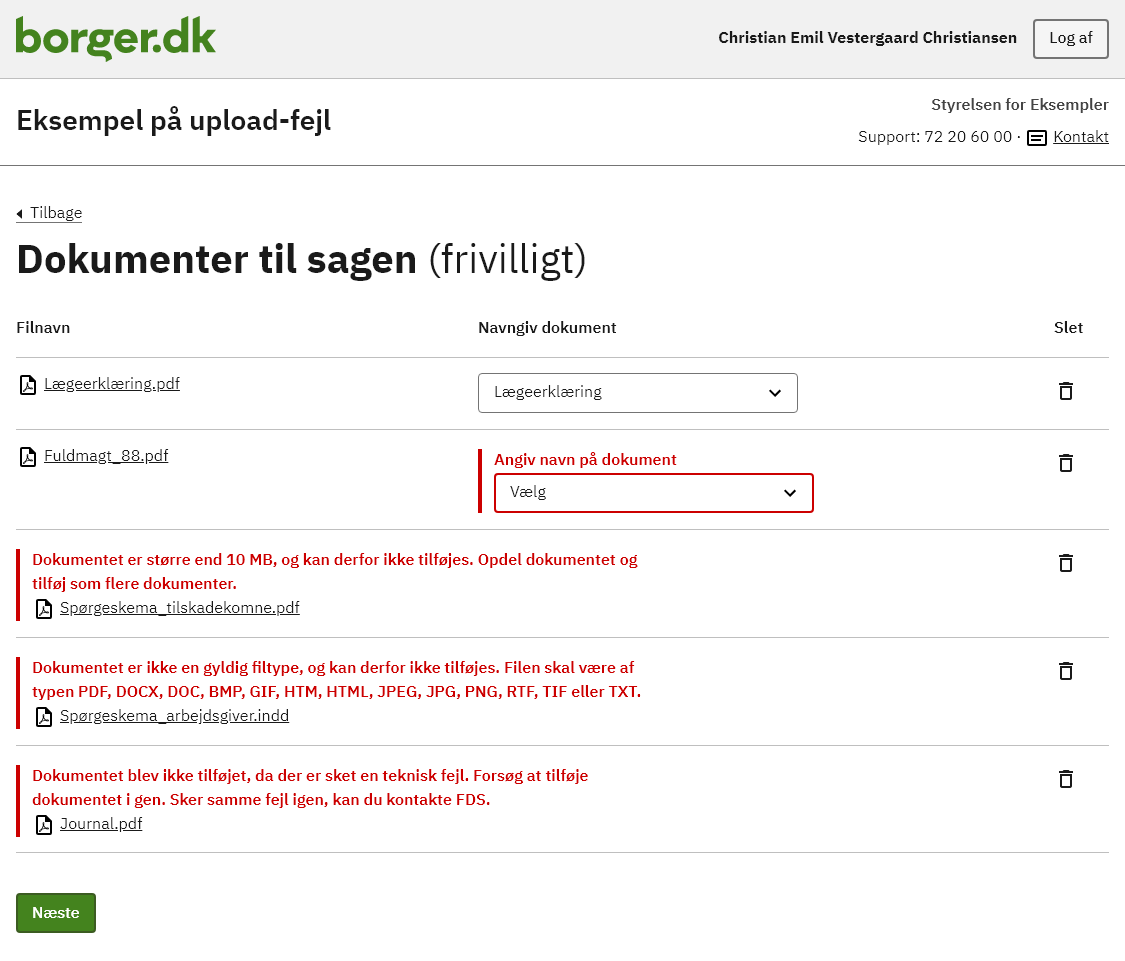 borger.dk
Christian Emil Vestergaard Christiansen
Log af
Eksempel på upload-fejl
Styrelsen for Eksempler
Support: 72 20 60 00 · Kontakt
Tilbage
Dokumenter til sagen (frivilligt)
Filnavn Navngiv dokument Slet
Lægeerklæring.pdf Lægeerklæring
Fuldmagt_88.pdf
Angiv navn på dokument
Vælg
Dokumentet er større end 10 MB, og kan derfor ikke tilføjes. Opdel dokumentet og
tilføj som flere dokumenter.
Spørgeskema_tilskadekomne.pdf
Dokumentet er ikke en gyldig filtype, og kan derfor ikke tilføjes. Filen skal være af
typen PDF, DOCX, DOC, BMP, GIF, HTM, HTML, JPEG, JPG, PNG, RTF, TIF eller TXT.
Spørgeskema_arbejdsgiver.indd
Dokumentet blev ikke tilføjet, da der er sket en teknisk fejl. Forsøg at tilføje
dokumentet i gen. Sker samme fejl igen, kan du kontakte FDS.
Journal.pdf
Næste